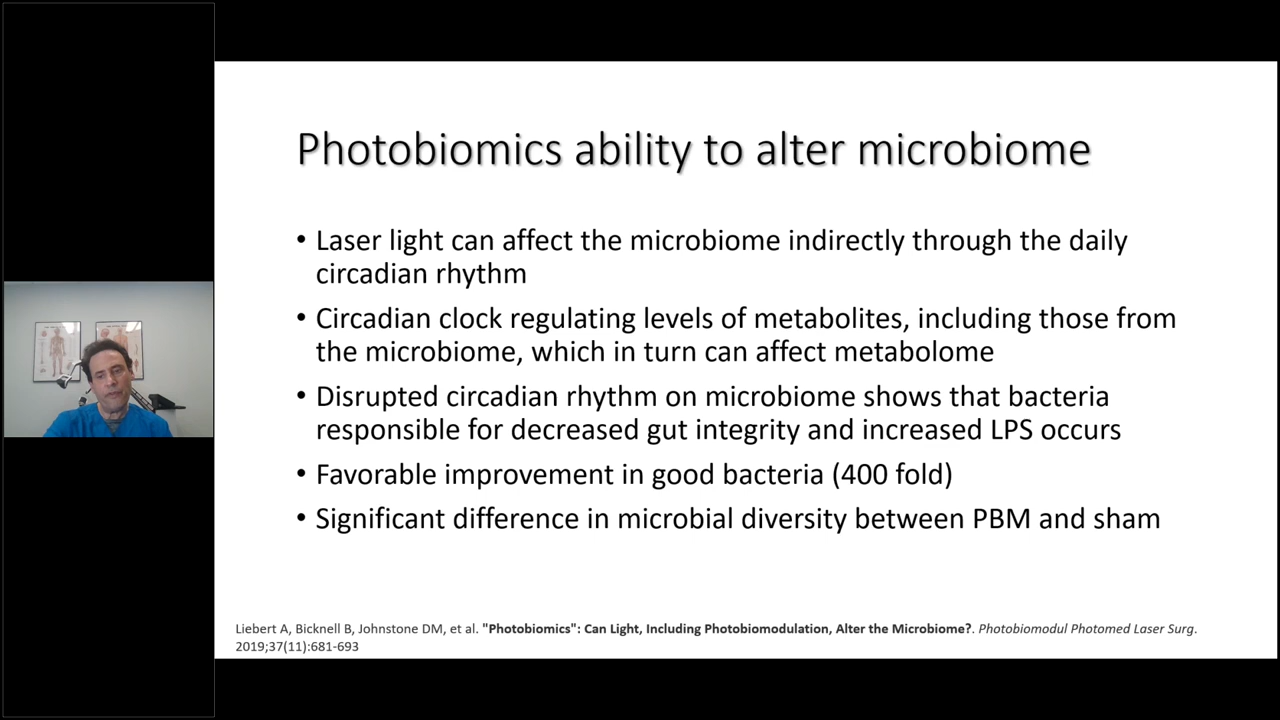 Photobiomics ability to alter microbiome
• Laser light can affect the microbiome indirectly through the daily
circadian rhythm
• Circadian clock regulating levels of metabolites, including those from
the microbiome, which in turn can affect metabolome
• Disrupted circadian rhythm on microbiome shows that bacteria
responsible for decreased gut integrity and increased LPS occurs
• Favorable improvement in good bacteria (400 fold)
• Significant difference in microbial diversity between PBM and sham
Liebert A, Bicknell B, Johnstone DM, et al. "Photobiomics": Can Light, Including Photobiomodulation, Alter the Microbiome?. Photobiomodul Photomed Laser Surg.
2019;37(11):681-693